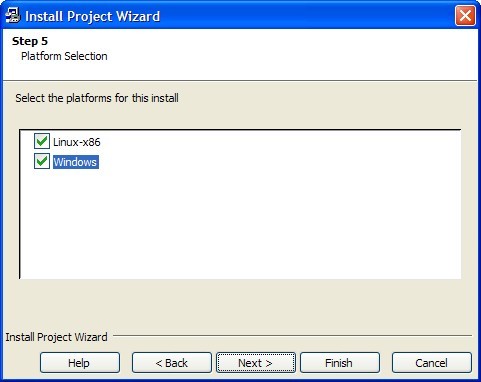 Install Project Wizard
Step 5
Platform Selection
Select the platforms for this install
Linux-x86
Windows
Install Project Wizard
Help
< Back
Next >
Finish
Cancel